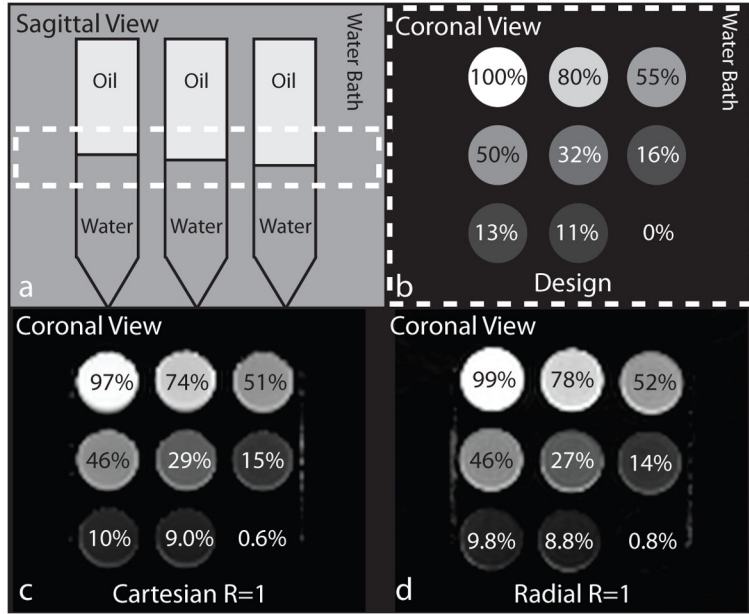 Sagittal View
Oil
Oil
Oil
Water Bath
Water
Water
Water
a
Coronal View
Water Bath
100%
80%
55%
50%
32%
16%
13%
11%
0%
b
Design
Coronal View
97%
74%
51%
46%
29%
15%
10%
9.0%
0.6%
c
Cartesian R=1
Coronal View
99%
78%
52%
46%
27%
14%
9.8%
8.8%
0.8%
d
Radial R=1